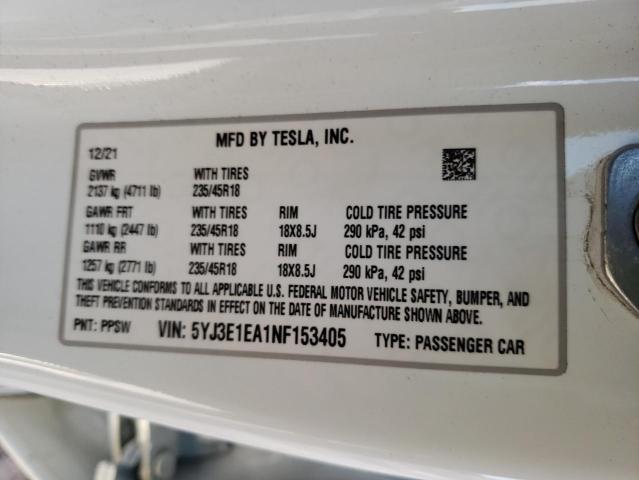 MFD BY TESLA, INC.
12/21
GVWR WITH TIRES
2137 kg (4711 lb) 235/45R18
GAWR FRT WITH TIRES RIM COLD TIRE PRESSURE
1110 kg (2447 lb) 235/45R18 18X8.5J 290 kPa, 42 psi
GAWR RR WITH TIRES RIM COLD TIRE PRESSURE
1257 kg (2771 lb) 235/45R18 18X8.5J 290 kPa, 42 psi
THIS VEHICLE CONFORMS TO ALL APPLICABLE U.S. FEDERAL MOTOR VEHICLE SAFETY, BUMPER, AND
THEFT PREVENTION STANDARDS IN EFFECT ON THE DATE OF MANUFACTURE SHOWN ABOVE.
PNT: PPSW VIN: 5YJ3E1EA1NF153405 TYPE: PASSENGER CAR